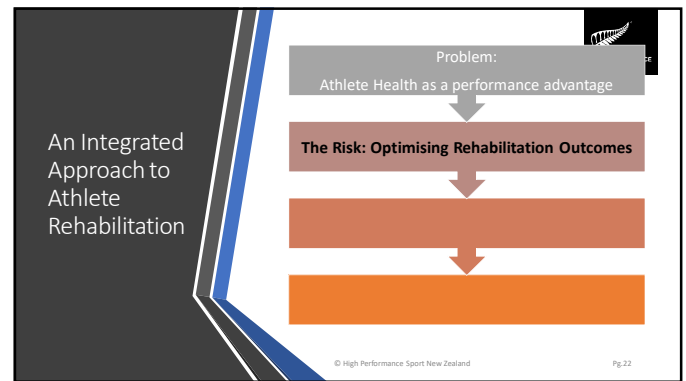 An Integrated
Approach to
Athlete
Rehabilitation
Problem:
Athlete Health as a performance advantage
The Risk: Optimising Rehabilitation Outcomes
© High Performance Sport New Zealand
Pg.22